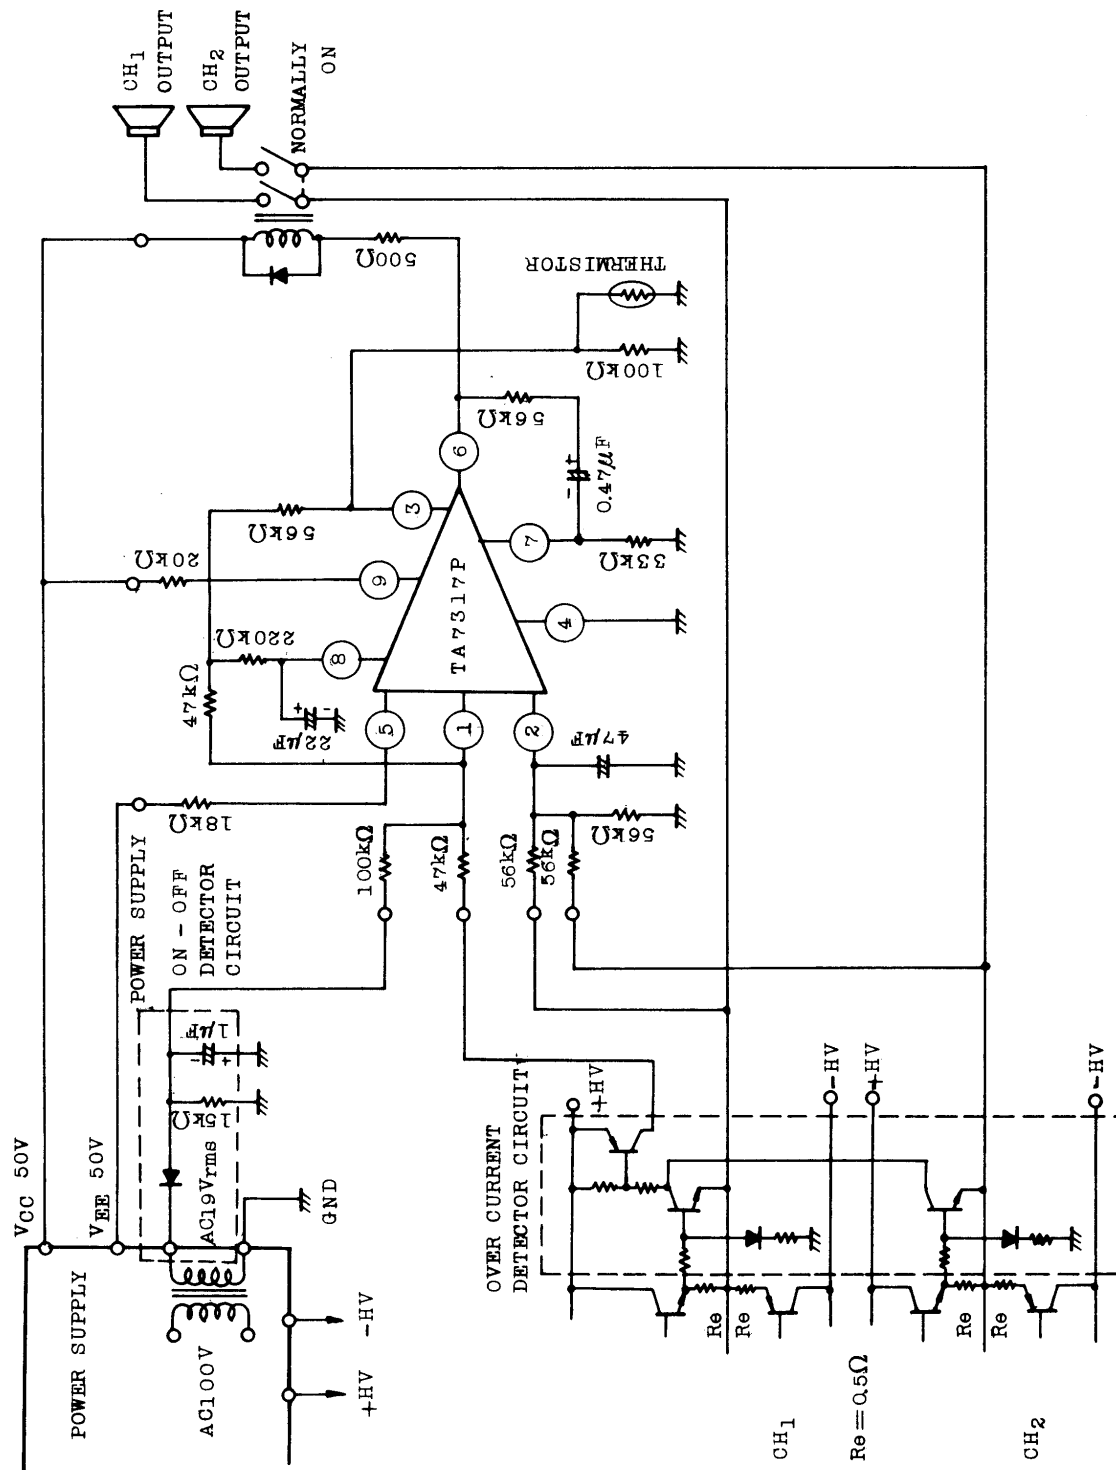 POWER SUPPLY
AC100V
+HV
-HV
VCC 50V
VEE 50V
AC19Vrms
GND
15kΩ
1μF
POWER SUPPLY
ON-OFF
DETECTOR
CIRCUIT
18kΩ
100kΩ
47kΩ
56kΩ
56kΩ
56kΩ
47μF
22μF
47kΩ
220kΩ
20kΩ
56kΩ
TA7317P
5
1
2
8
9
3
4
7
6
33kΩ
0.47μF
56kΩ
100kΩ
THERMISTOR
500Ω
NORMALLY
ON
CH1
OUTPUT
CH2
OUTPUT
OVER CURRENT
DETECTOR CIRCUIT
+HV
-HV
+HV
-HV
Re
Re
Re
Re
CH1
Re=0.5Ω
CH2